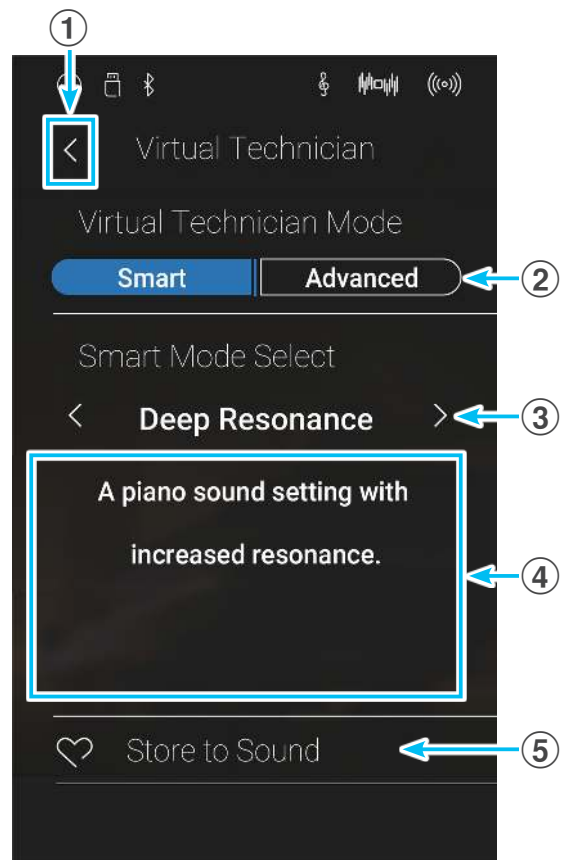 ①
Virtual Technician
Virtual Technician Mode
Smart Advanced ②
Smart Mode Select
Deep Resonance ③
A piano sound setting with
increased resonance.
④
Store to Sound ⑤